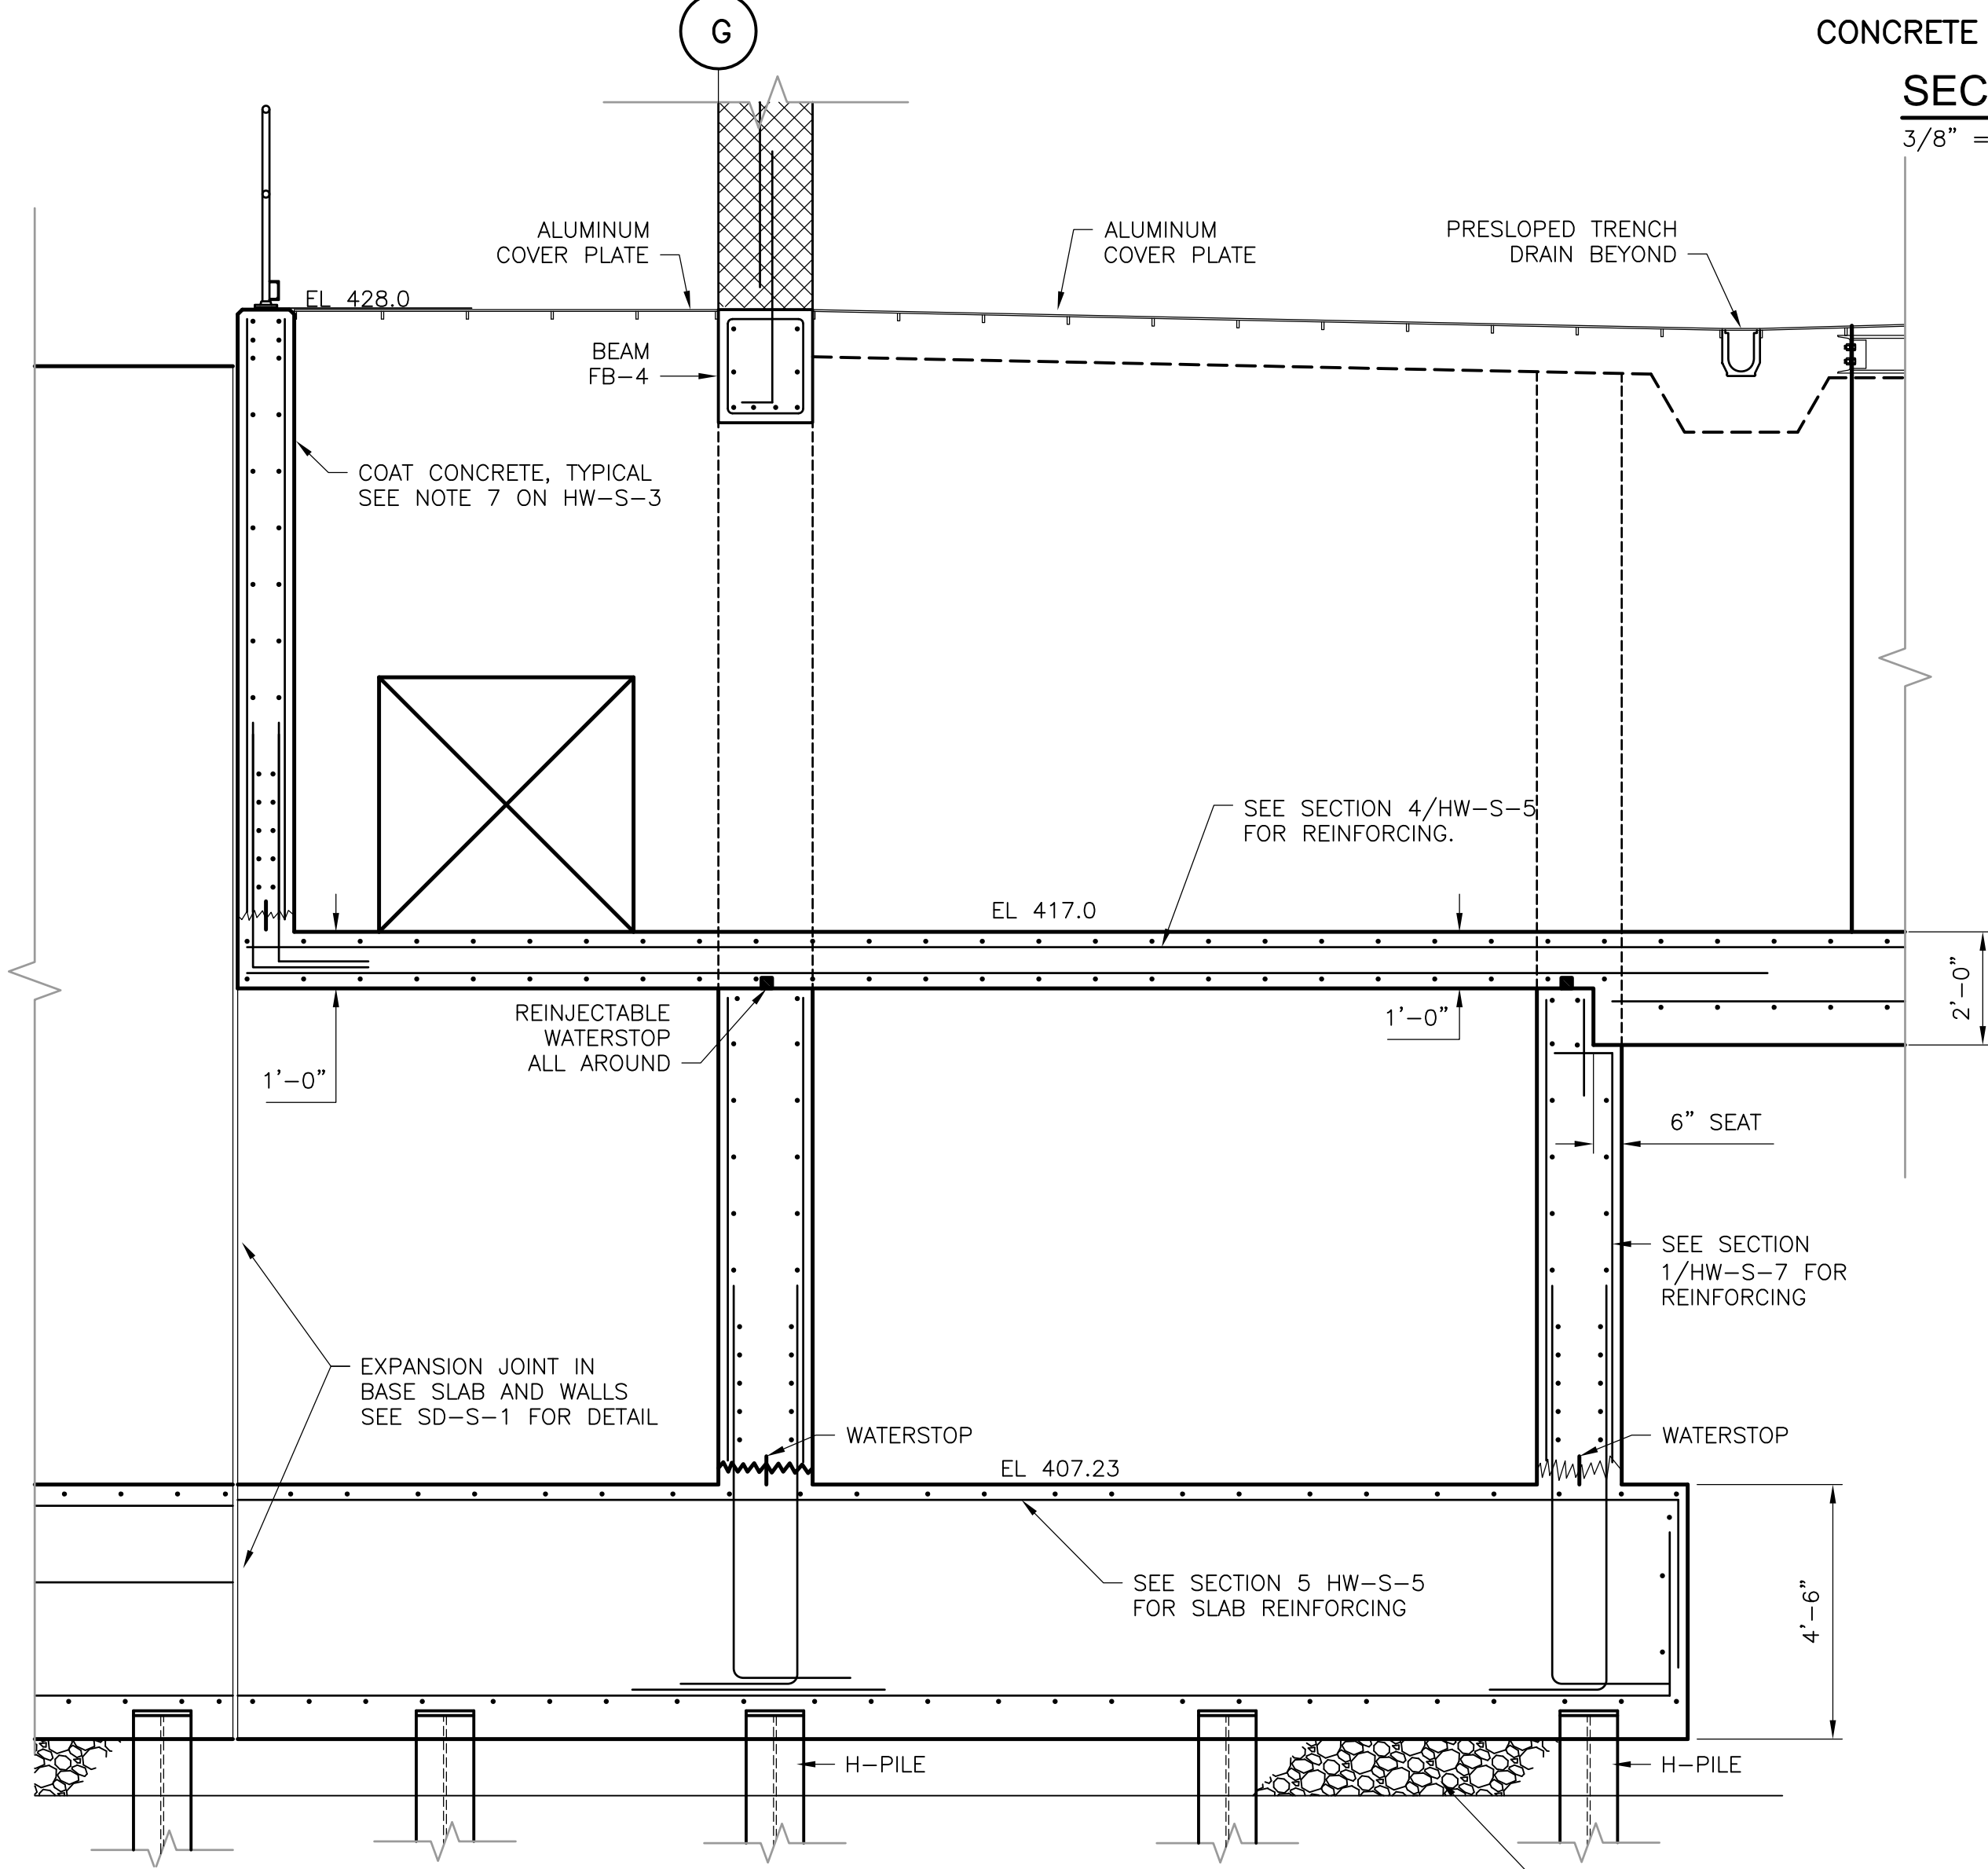 G
CONCRETE
SEC
3/8" =
ALUMINUM
COVER PLATE
ALUMINUM
COVER PLATE
PRESLOPED TRENCH
DRAIN BEYOND
EL 428.0
BEAM
FB-4
COAT CONCRETE, TYPICAL
SEE NOTE 7 ON HW-S-3
SEE SECTION 4/HW-S-5
FOR REINFORCING.
EL 417.0
REINJECTABLE
WATERSTOP
ALL AROUND
1'-0"
1'-0"
2'-0"
6" SEAT
SEE SECTION
1/HW-S-7 FOR
REINFORCING
EXPANSION JOINT IN
BASE SLAB AND WALLS
SEE SD-S-1 FOR DETAIL
WATERSTOP
WATERSTOP
EL 407.23
SEE SECTION 5 HW-S-5
FOR SLAB REINFORCING
4'-6"
H-PILE
H-PILE